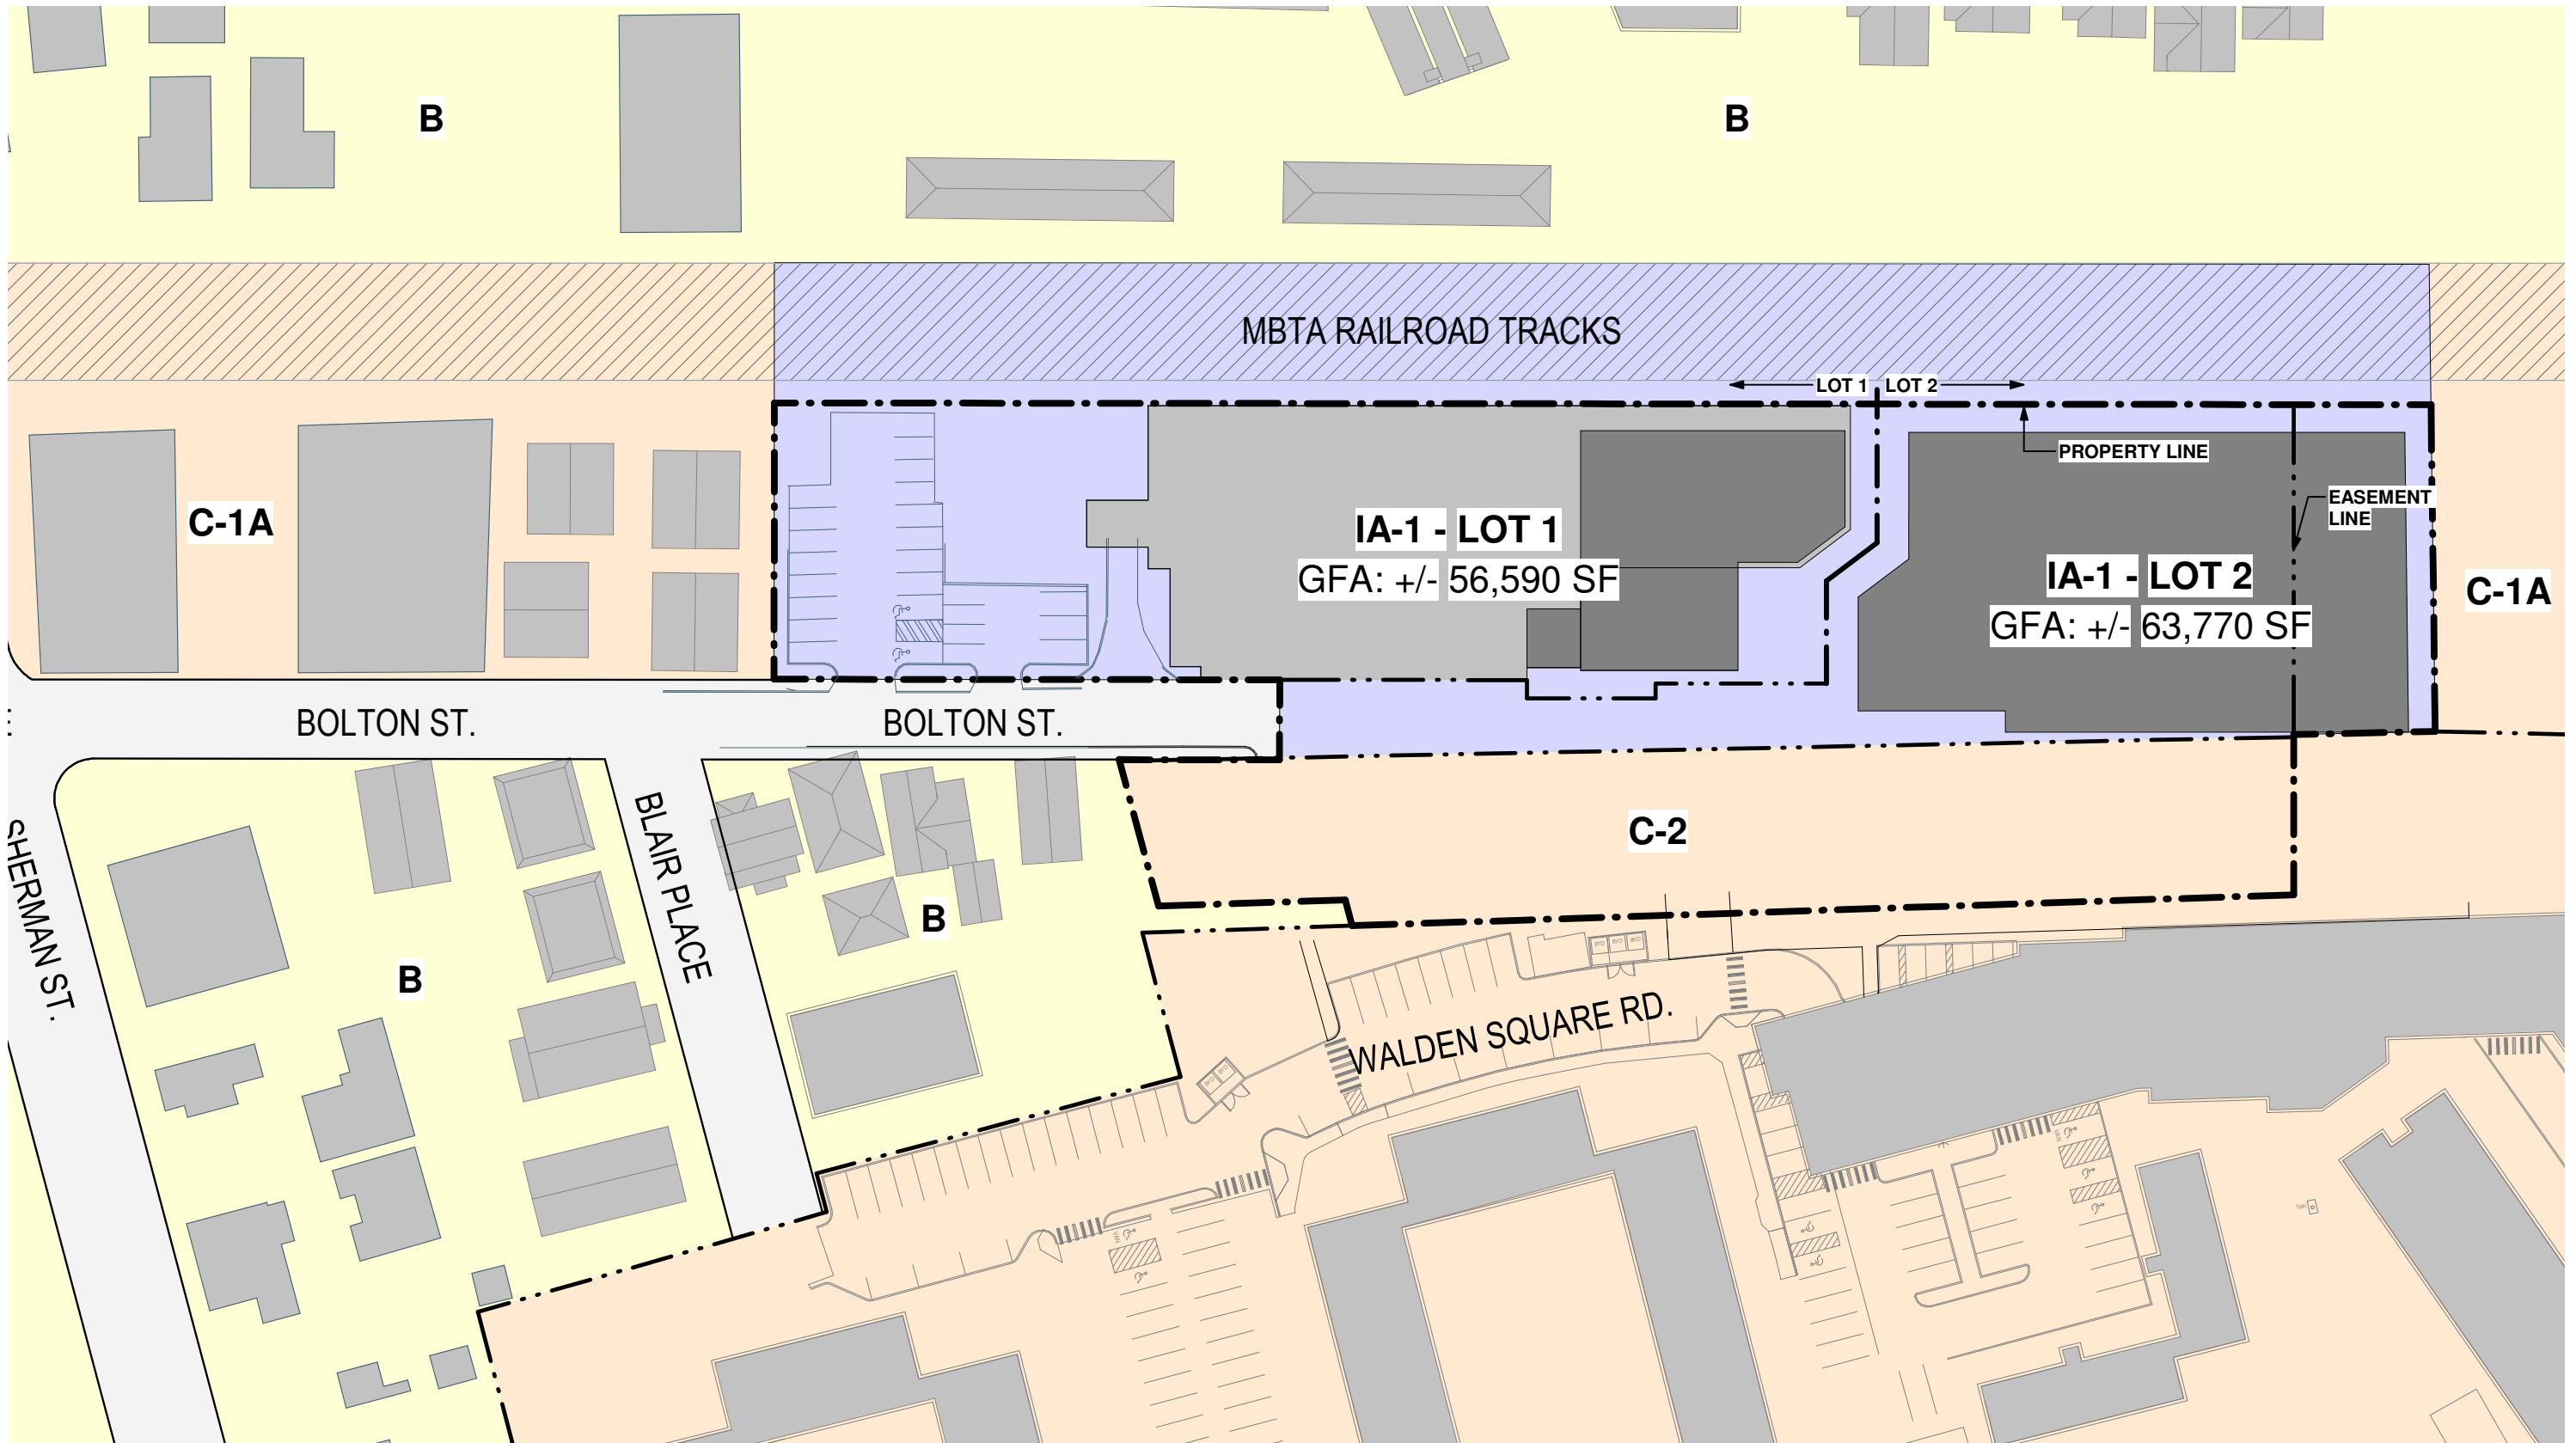 B
B
MBTA RAILROAD TRACKS
LOT 1
LOT 2
PROPERTY LINE
EASEMENT
LINE
C-1A
IA-1 - LOT 1
GFA: +/- 56,590 SF
IA-1 - LOT 2
GFA: +/- 63,770 SF
C-1A
BOLTON ST.
BOLTON ST.
C-2
SHERMAN ST.
BLAIR PLACE
B
B
WALDEN SQUARE RD.